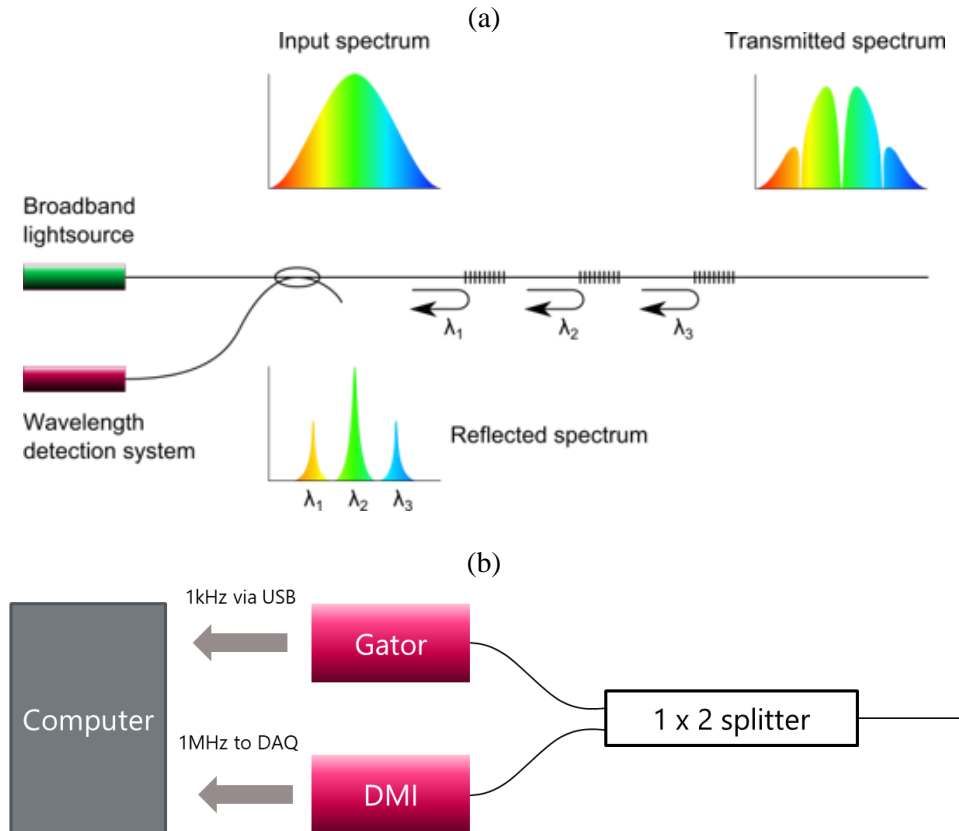 (a)
Input spectrum
Transmitted spectrum
Broadband
lightsource
λ1
λ2
λ3
Wavelength
detection system
Reflected spectrum
λ1 λ2 λ3
(b)
1kHz via USB
Gator
Computer
1 x 2 splitter
1MHz to DAQ
DMI